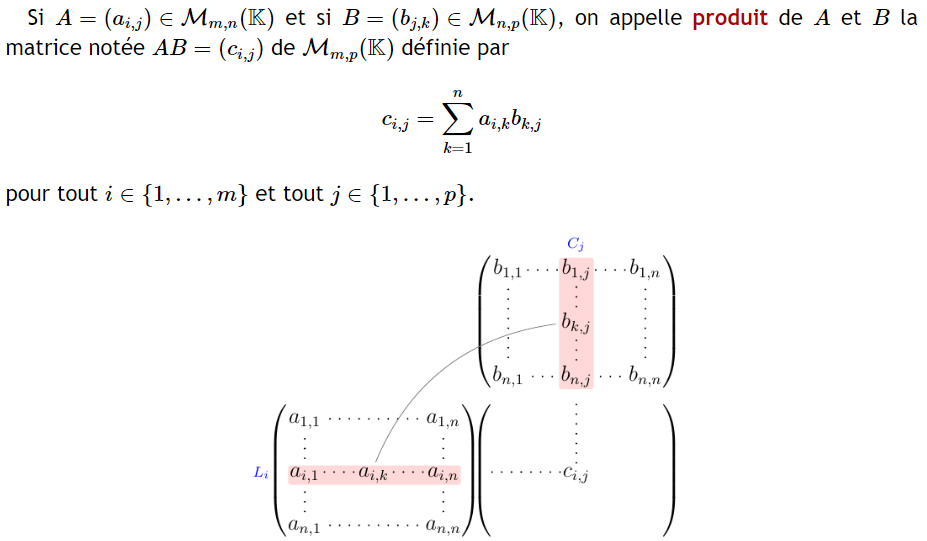 Si A = (a_{i,j}) ∈ ℳ_{m,n}(𝕂) et si B = (b_{j,k}) ∈ ℳ_{n,p}(𝕂), on appelle produit de A et B la
matrice notée AB = (c_{i,j}) de ℳ_{m,p}(𝕂) définie par
c_{i,j} = \sum_{k=1}^{n} a_{i,k} b_{k,j}
pour tout i ∈ {1, . . . , m} et tout j ∈ {1, . . . , p}.
C_j
b_{1,1} · · · · b_{1,j} · · · · b_{1,n}
b_{k,j}
b_{n,1} · · · b_{n,j} · · · b_{n,n}
a_{1,1} · · · · · · · · · · a_{1,n}
L_i a_{i,1} · · · · a_{i,k} · · · · a_{i,n} · · · · · · · · c_{i,j}
a_{n,1} · · · · · · · · · · a_{n,n}